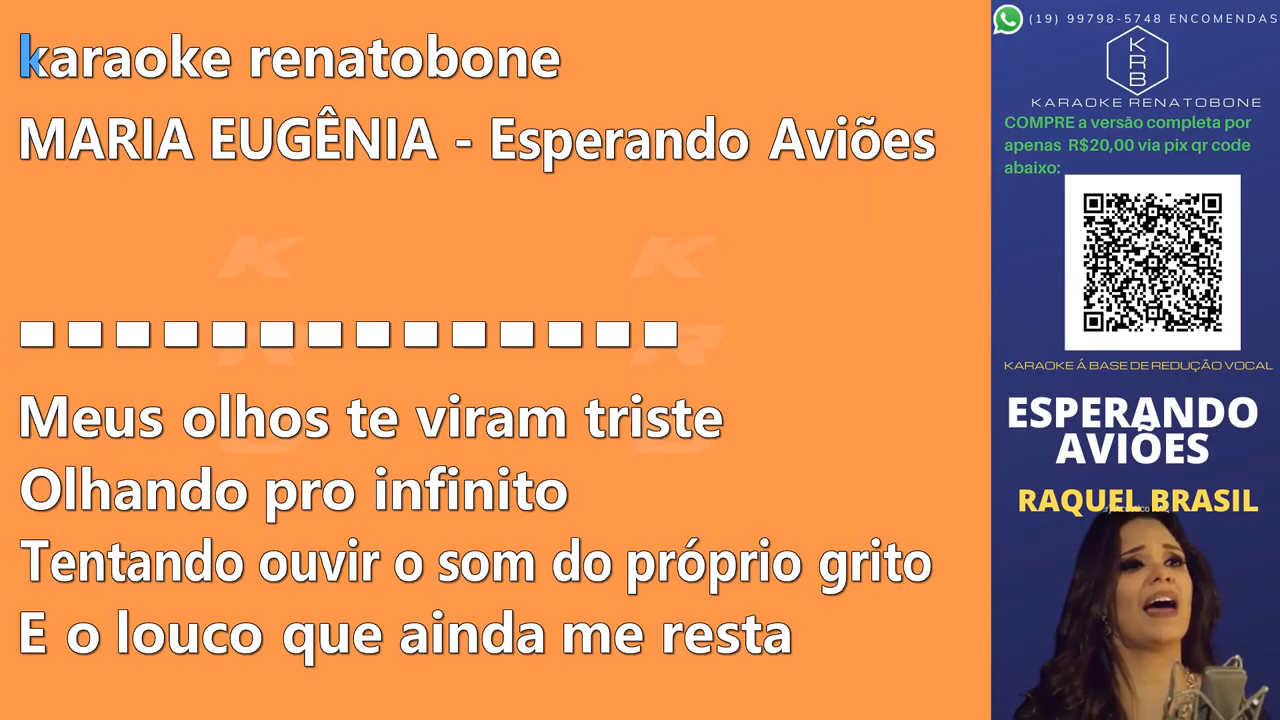 karaoke renatobone
MARIA EUGÊNIA - Esperando Aviões
Meus olhos te viram triste
Olhando pro infinito
Tentando ouvir o som do próprio grito
E o louco que ainda me resta
(19) 99798-5748 ENCOMENDAS
K
R
B
KARAOKE RENATOBONE
COMPRE a versão completa por
apenas R$20,00 via pix qr code
abaixo:
KARAOKE Á BASE DE REDUÇÃO VOCAL
ESPERANDO
AVIÕES
RAQUEL BRASIL